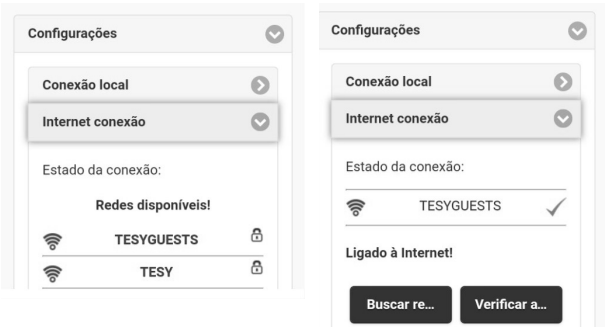 Configurações
Conexão local
Internet conexão
Estado da conexão:
Redes disponíveis!
TESYGUESTS
TESY
Configurações
Conexão local
Internet conexão
Estado da conexão:
TESYGUESTS
Ligado à Internet!
Buscar re...
Verificar a...